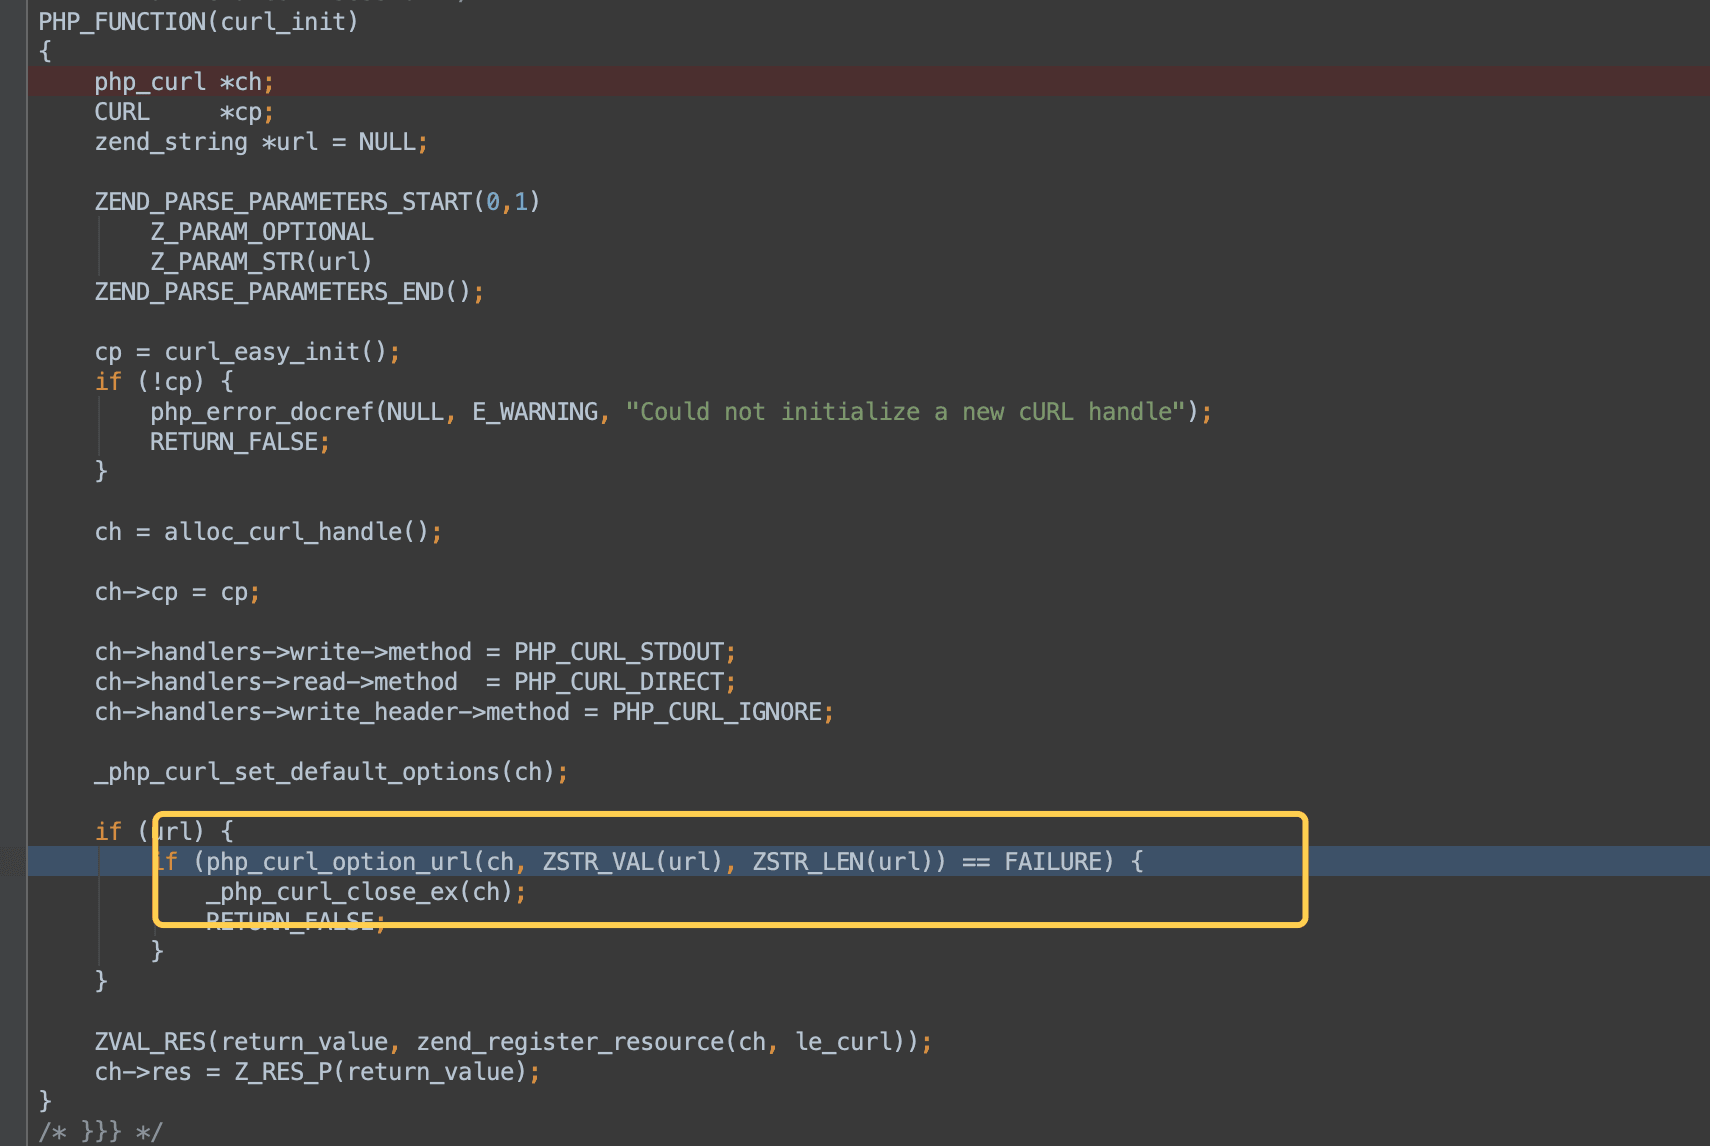 PHP_FUNCTION(curl_init)
{
    php_curl *ch;
    CURL     *cp;
    zend_string *url = NULL;

    ZEND_PARSE_PARAMETERS_START(0,1)
        Z_PARAM_OPTIONAL
        Z_PARAM_STR(url)
    ZEND_PARSE_PARAMETERS_END();

    cp = curl_easy_init();
    if (!cp) {
        php_error_docref(NULL, E_WARNING, "Could not initialize a new cURL handle");
        RETURN_FALSE;
    }

    ch = alloc_curl_handle();

    ch->cp = cp;

    ch->handlers->write->method = PHP_CURL_STDOUT;
    ch->handlers->read->method  = PHP_CURL_DIRECT;
    ch->handlers->write_header->method = PHP_CURL_IGNORE;

    _php_curl_set_default_options(ch);

    if (url) {
        if (php_curl_option_url(ch, ZSTR_VAL(url), ZSTR_LEN(url)) == FAILURE) {
            _php_curl_close_ex(ch);
            RETURN_FALSE;
        }
    }

    ZVAL_RES(return_value, zend_register_resource(ch, le_curl));
    ch->res = Z_RES_P(return_value);
}
/* }}} */